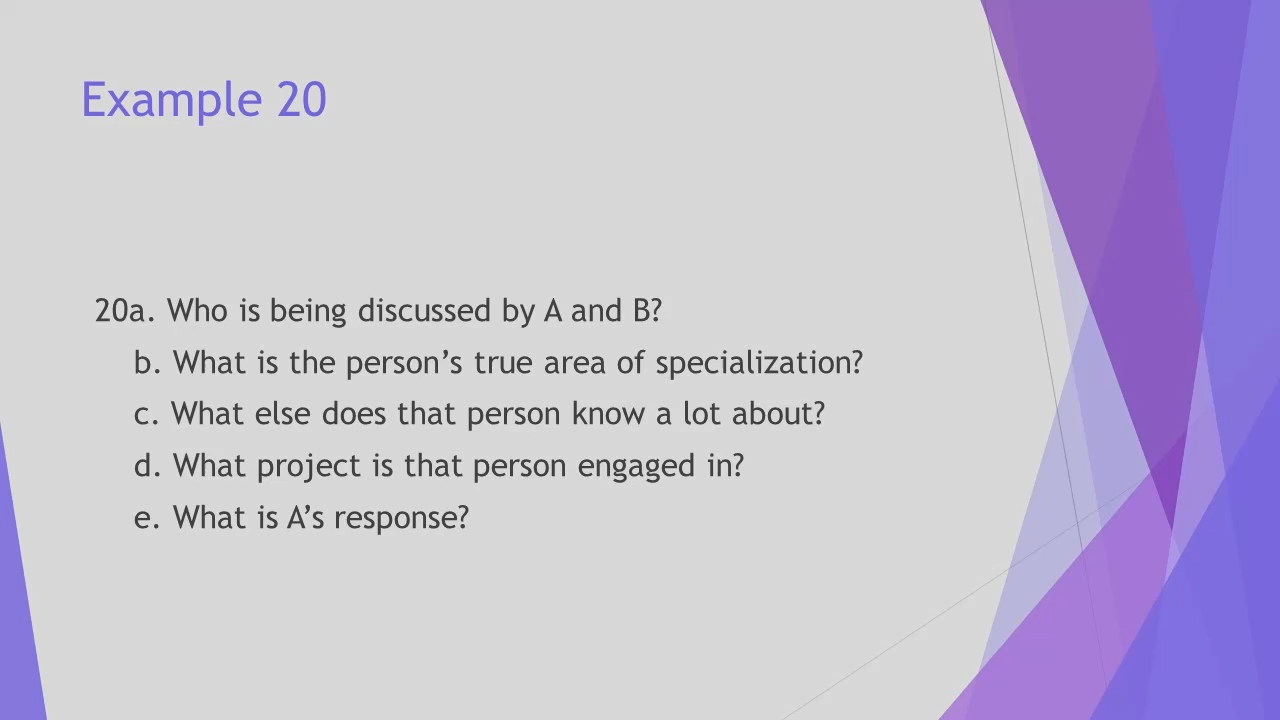 Example 20
20a. Who is being discussed by A and B?
b. What is the person’s true area of specialization?
c. What else does that person know a lot about?
d. What project is that person engaged in?
e. What is A’s response?